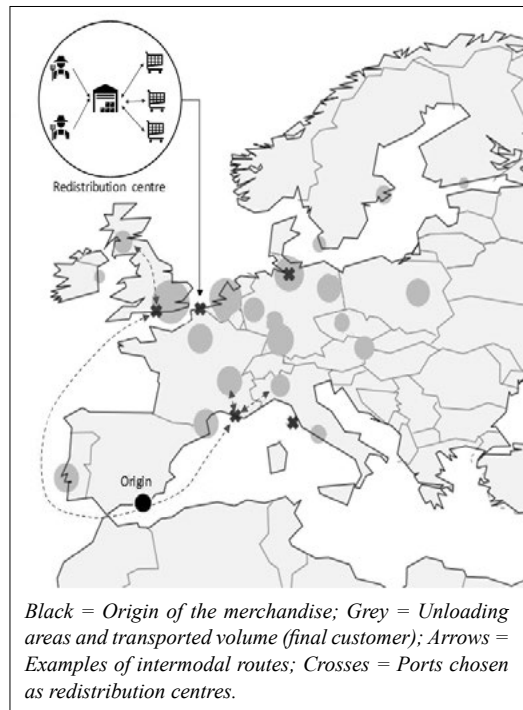 Redistribution centre
Origin
Black = Origin of the merchandise; Grey = Unloading
areas and transported volume (final customer); Arrows =
Examples of intermodal routes; Crosses = Ports chosen
as redistribution centres.